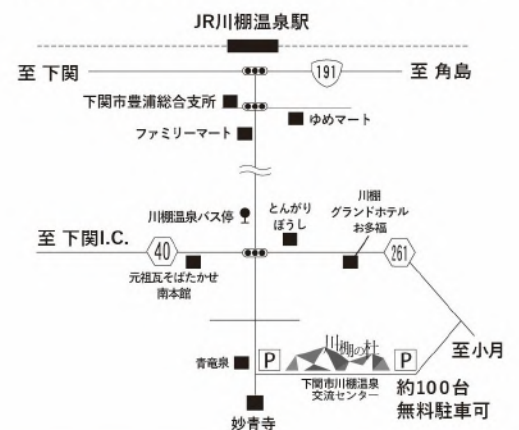 JR川棚温泉駅
至 下関
191
至 角島
下関市豊浦総合支所
ゆめマート
ファミリーマート
川棚温泉バス停
とんがり
ぼうし
川棚
グランドホテル
お多福
至 下関I.C.
40
261
元祖瓦そばたかせ
南本館
川棚の杜
至小月
青竜泉
P
P
下関市川棚温泉
交流センター
約100台
無料駐車可
妙青寺